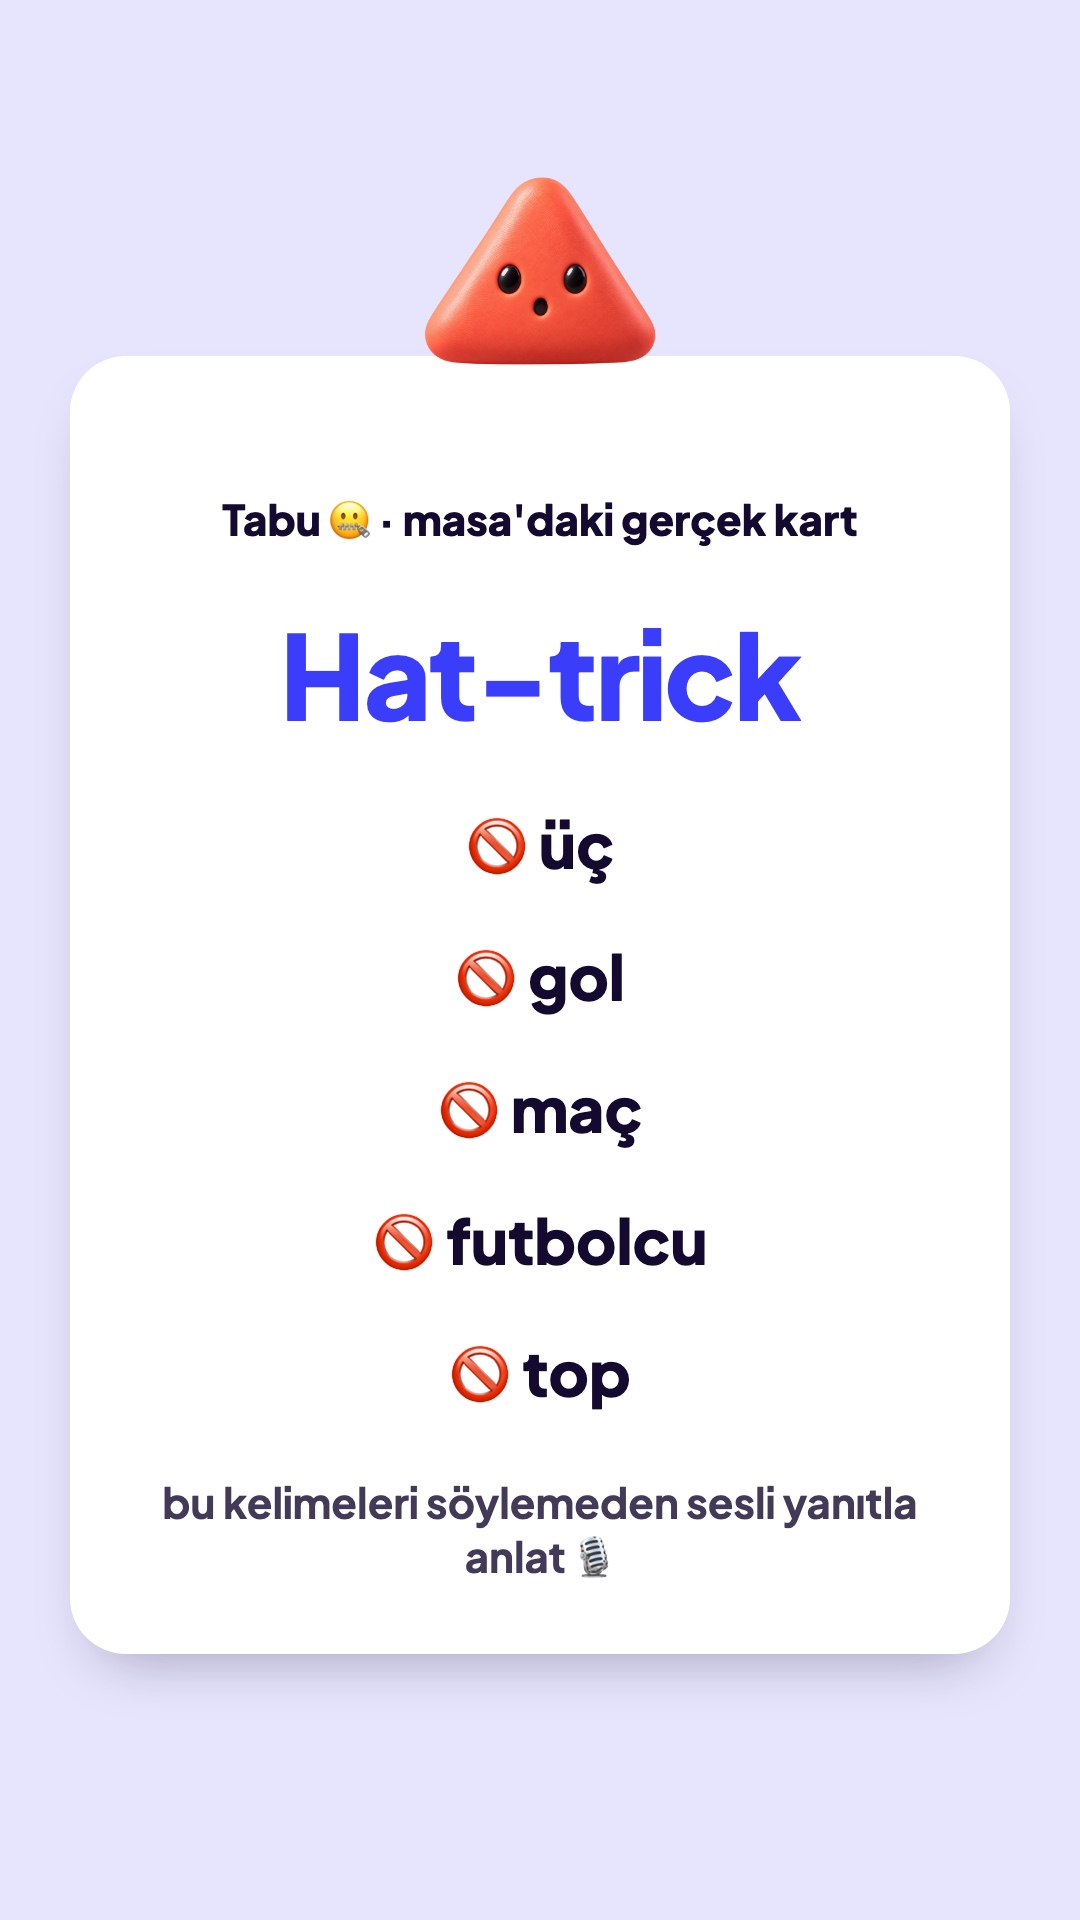 Tabu 🤐 · masa'daki gerçek kart
Hat-trick
🚫 üç
🚫 gol
🚫 maç
🚫 futbolcu
🚫 top
bu kelimeleri söylemeden sesli yanıtla
anlat 🎙️